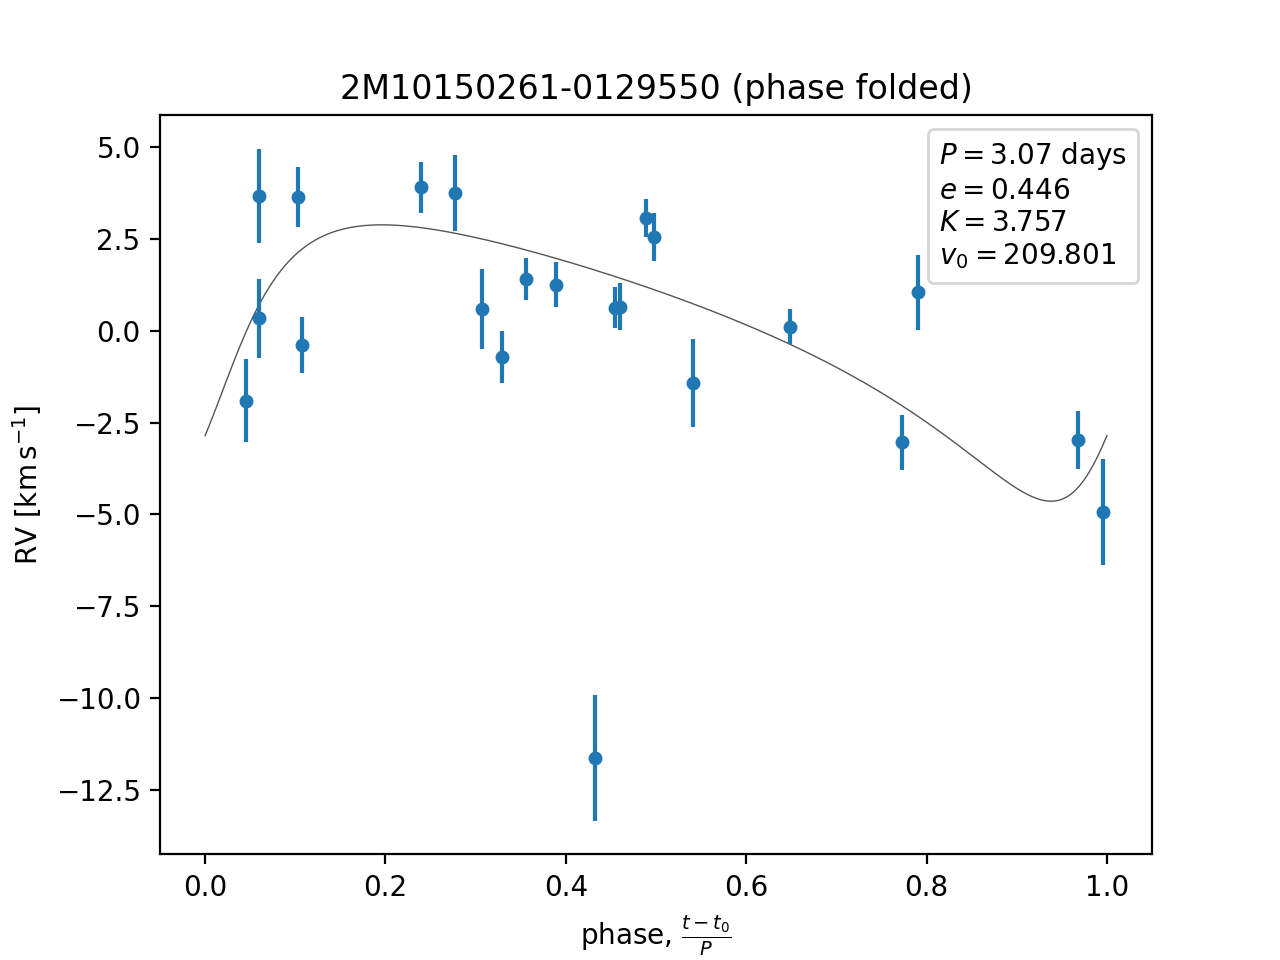 2M10150261-0129550 (phase folded)
P = 3.07 days
e = 0.446
K = 3.757
v₀ = 209.801
RV [km s⁻¹]
5.0
2.5
0.0
−2.5
−5.0
−7.5
−10.0
−12.5
0.0 0.2 0.4 0.6 0.8 1.0
phase, (t − t₀)/P